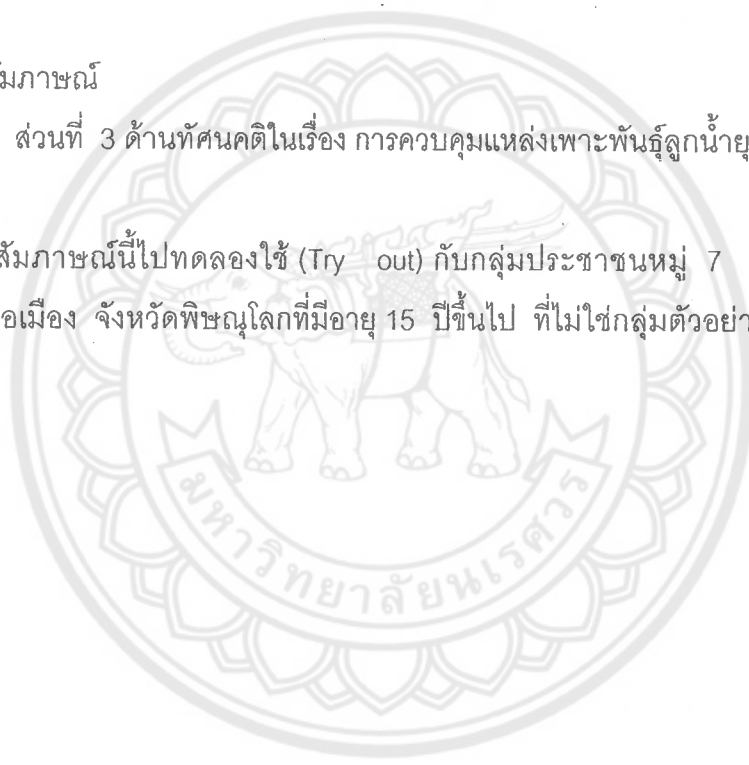 สัมภาษณ์
ส่วนที่ 3 ด้านทัศนคติในเรื่อง การควบคุมแหล่งเพาะพันธุ์ลูกน้ำยุ
สัมภาษณ์นี้ไปทดลองใช้ (Try out) กับกลุ่มประชาชนหมู่ 7
อเมือง จังหวัดพิษณุโลกที่มีอายุ 15 ปีขึ้นไป ที่ไม่ใช่กลุ่มตัวอย่า
มหาวิทยาลัยนเรศวร